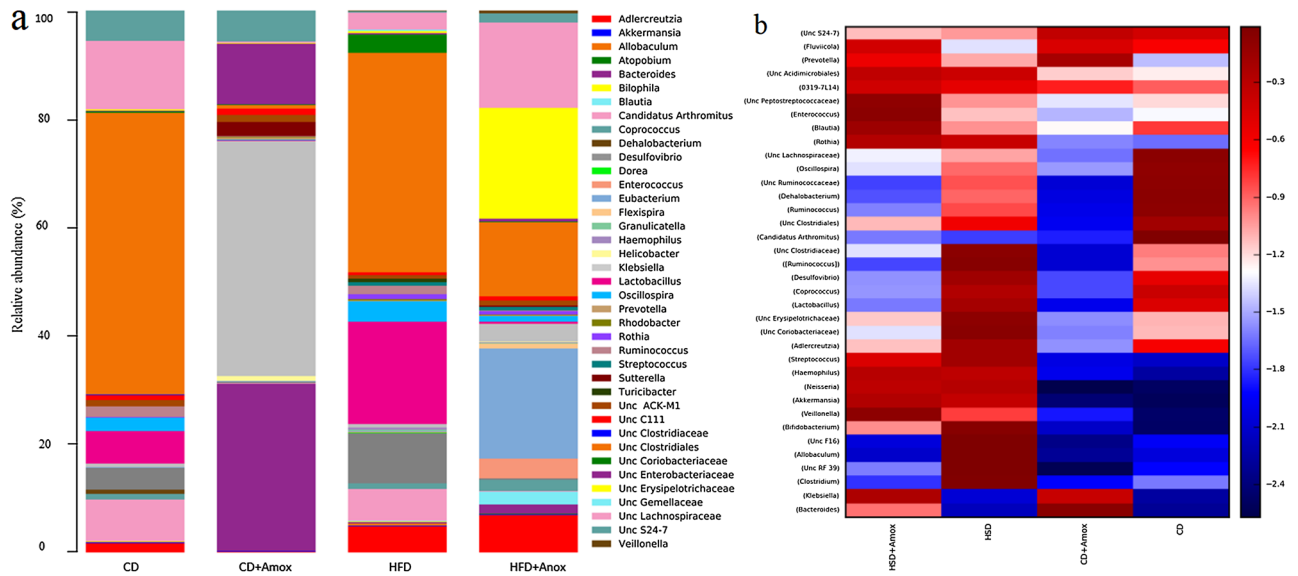 a
Relative abundance (%)
100
80
60
40
20
0
CD
CD+Amox
HFD
HFD+Anox
Adlercreutzia
Akkermansia
Allobaculum
Atopobium
Bacteroides
Bilophila
Blautia
Candidatus Arthromitus
Coprococcus
Dehalobacterium
Desulfovibrio
Dorea
Enterococcus
Eubacterium
Flexispira
Granulicatella
Haemophilus
Helicobacter
Klebsiella
Lactobacillus
Oscillospira
Prevotella
Rhodobacter
Rothia
Ruminococcus
Streptococcus
Sutterella
Turicibacter
Unc ACK-M1
Unc C111
Unc Clostridiaceae
Unc Clostridiales
Unc Coriobacteriaceae
Unc Enterobacteriaceae
Unc Erysipelotrichaceae
Unc Gemellaceae
Unc Lachnospiraceae
Unc S24-7
Veillonella
b
(Unc S24-7)
(Fluviicola)
(Prevotella)
(Unc Acidimicrobiales)
(0319-7L14)
(Unc Peptostreptococcaceae)
(Enterococcus)
(Blautia)
(Rothia)
(Unc Lachnospiraceae)
(Oscillospira)
(Unc Ruminococcaceae)
(Dehalobacterium)
(Ruminococcus)
(Unc Clostridiales)
(Candidatus Arthromitus)
(Unc Clostridiaceae)
([Ruminococcus])
(Desulfovibrio)
(Coprococcus)
(Lactobacillus)
(Unc Erysipelotrichaceae)
(Unc Coriobacteriaceae)
(Adlercreutzia)
(Streptococcus)
(Haemophilus)
(Neisseria)
(Akkermansia)
(Veillonella)
(Bifidobacterium)
(Unc F16)
(Allobaculum)
(Unc RF 39)
(Clostridium)
(Klebsiella)
(Bacteroides)
HSD+Amox
HSD
CD+Amox
CD
−0.3
−0.6
−0.9
−1.2
−1.5
−1.8
−2.1
−2.4